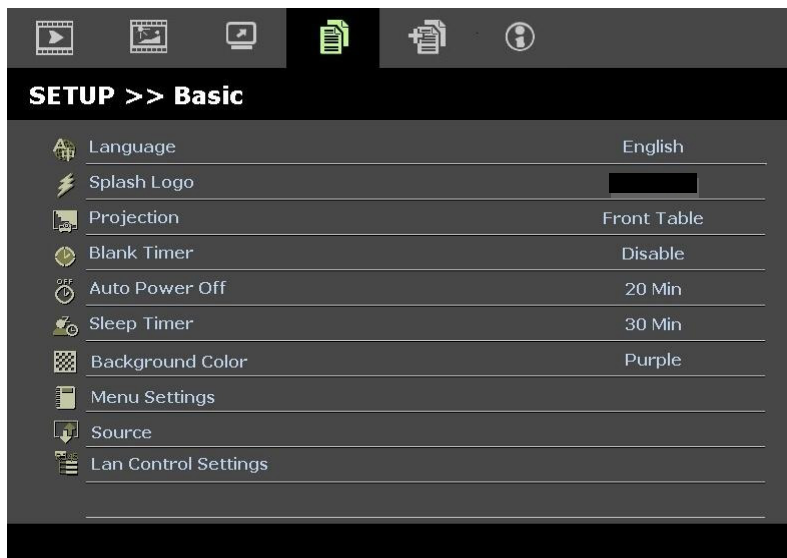 SETUP >> Basic
Language English
Splash Logo
Projection Front Table
Blank Timer Disable
OFF
Auto Power Off 20 Min
Sleep Timer 30 Min
Background Color Purple
Menu Settings
Source
Lan Control Settings